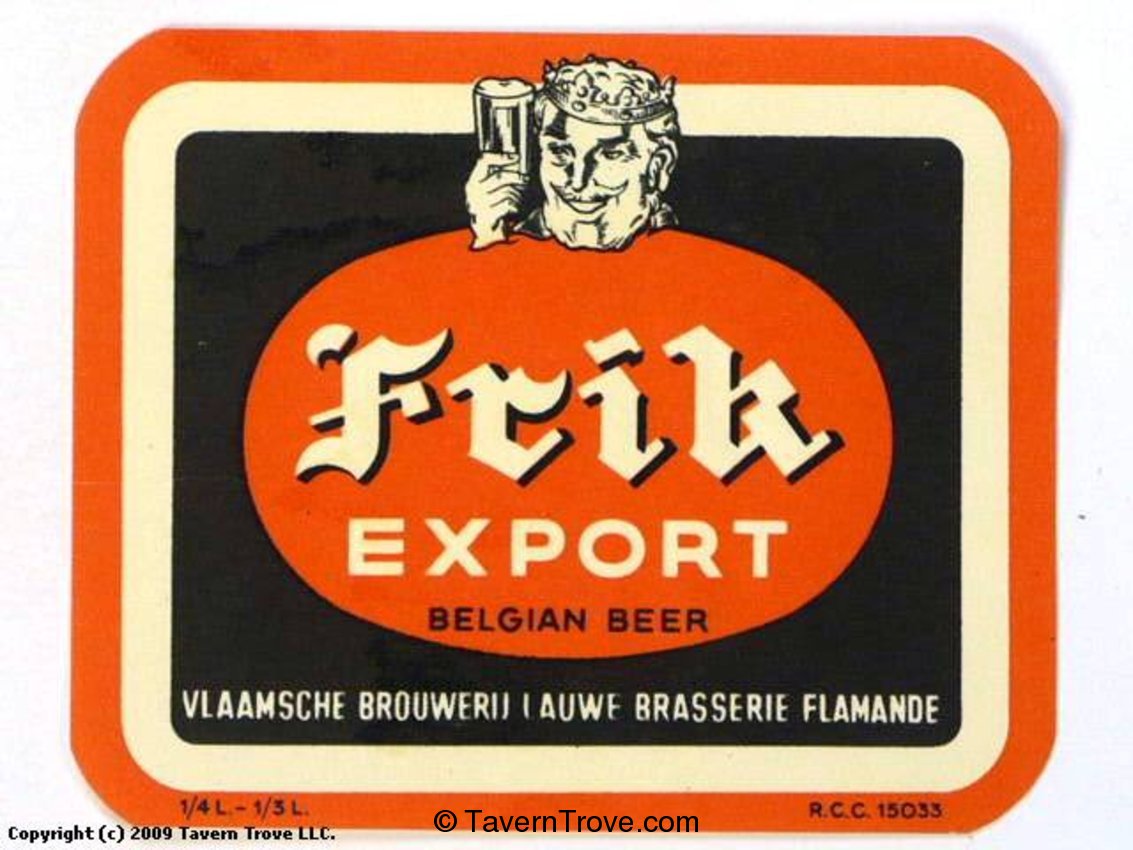 Frik
EXPORT
BELGIAN BEER
VLAAMSCHE BROUWERIJ LAUWE BRASSERIE FLAMANDE
1/4 L. – 1/3 L.
R.C.C. 15033
© TavernTrove.com
Copyright (c) 2009 Tavern Trove LLC.